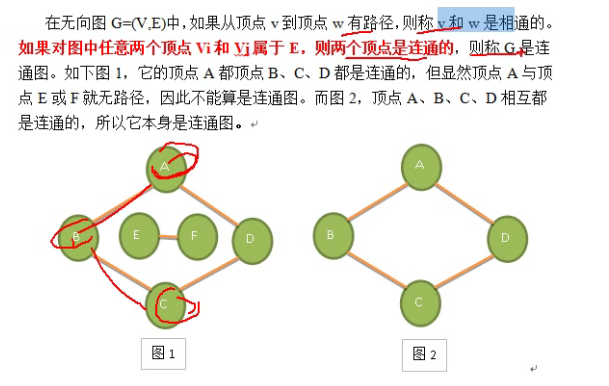 在无向图 G=(V,E)中,如果从顶点 v 到顶点 w 有路径,则称 v 和 w 是相通的。
如果对图中任意两个顶点 Vi 和 Vj 属于 E，则两个顶点是连通的，则称 G 是连
通图。如下图 1，它的顶点 A 都顶点 B、C、D 都是连通的，但显然顶点 A 与顶
点 E 或 F 就无路径，因此不能算是连通图。而图 2，顶点 A、B、C、D 相互都
是连通的，所以它本身是连通图。
A
B
E
F
D
C
图 1
A
B
D
C
图 2